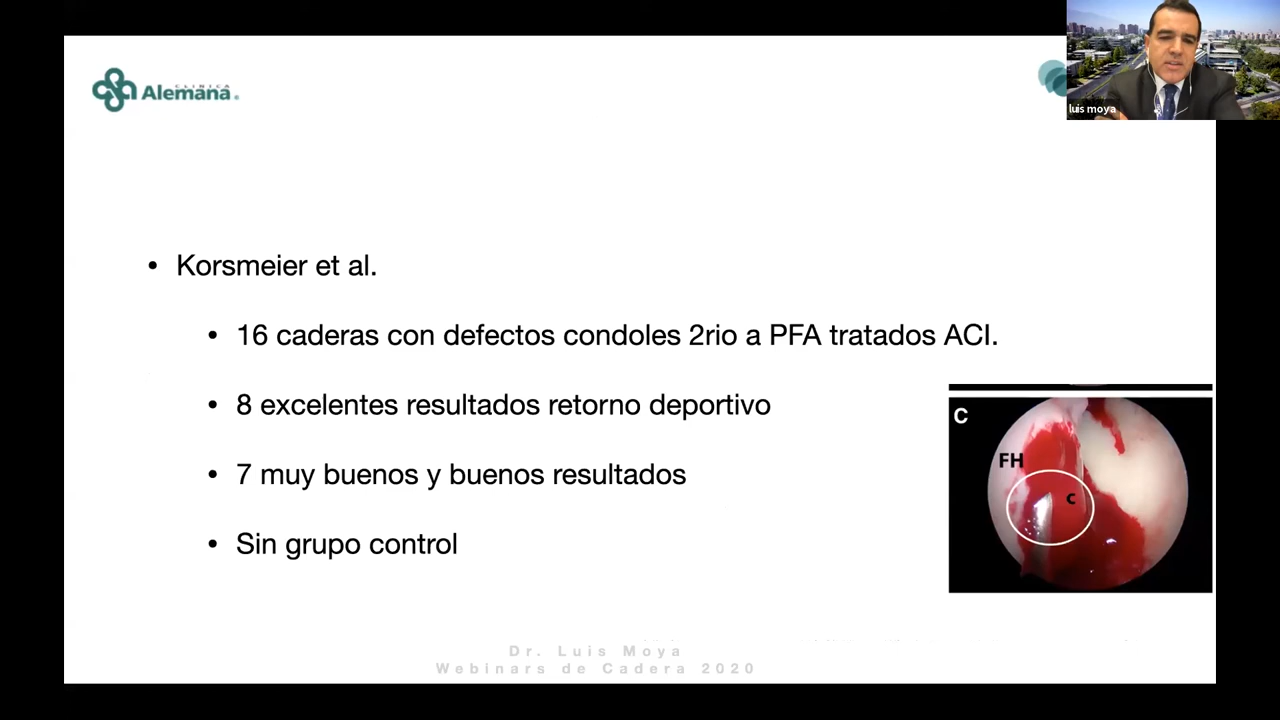 CLINICA
Alemana
luis moya
• Korsmeier et al.
• 16 caderas con defectos condoles 2rio a PFA tratados ACI.
• 8 excelentes resultados retorno deportivo
• 7 muy buenos y buenos resultados
• Sin grupo control
C
FH
c
Dr. Luis Moya
Webinars de Cadera 2020